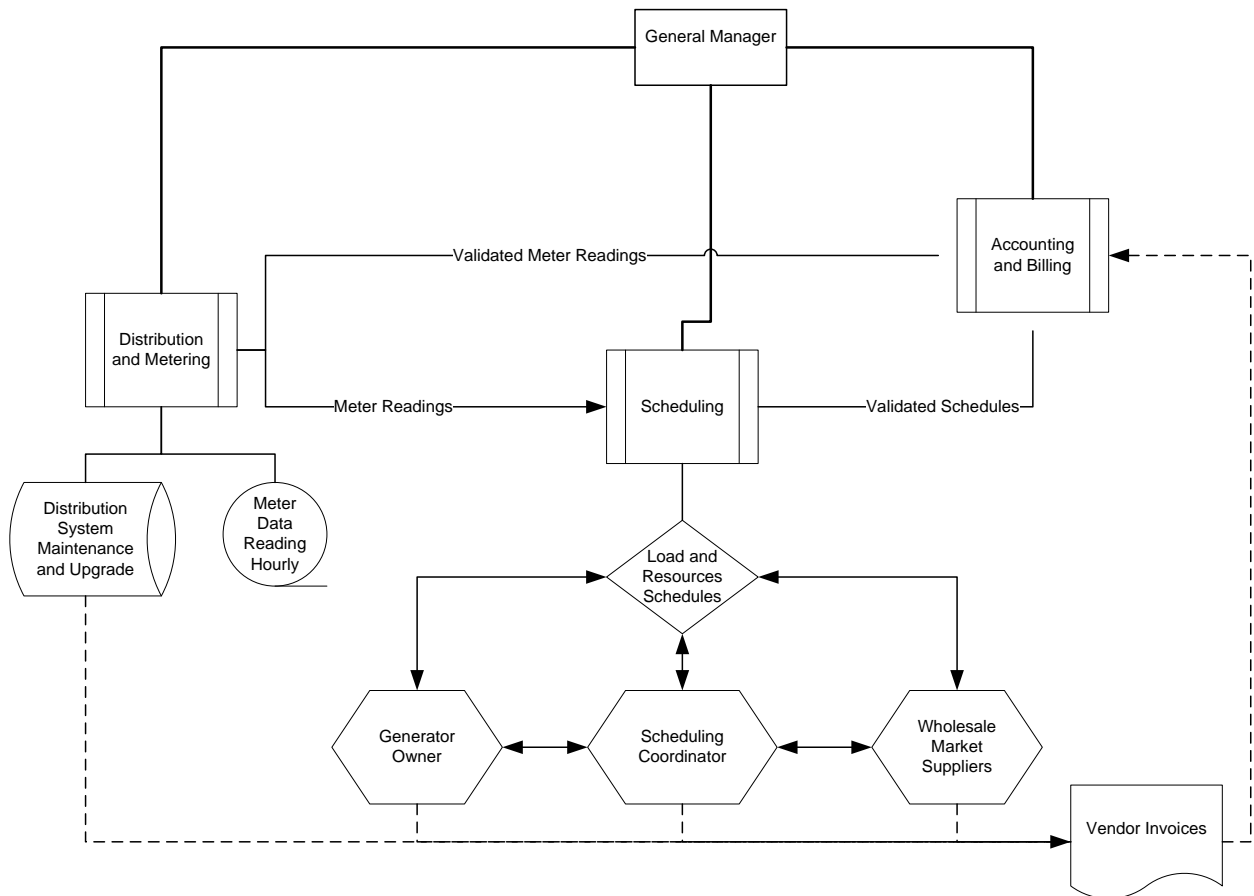 General Manager
Accounting
and Billing
Validated Meter Readings
Distribution
and Metering
Meter Readings
Scheduling
Validated Schedules
Distribution
System
Maintenance
and Upgrade
Meter
Data
Reading
Hourly
Load and
Resources
Schedules
Generator
Owner
Scheduling
Coordinator
Wholesale
Market
Suppliers
Vendor Invoices